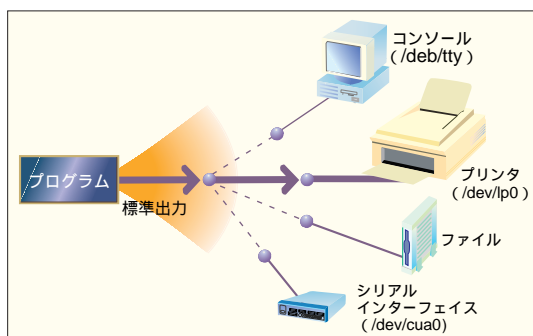 コンソール
(/deb/tty)
プログラム
標準出力
プリンタ
(/dev/lp0)
ファイル
シリアル
インターフェイス
(/dev/cua0)